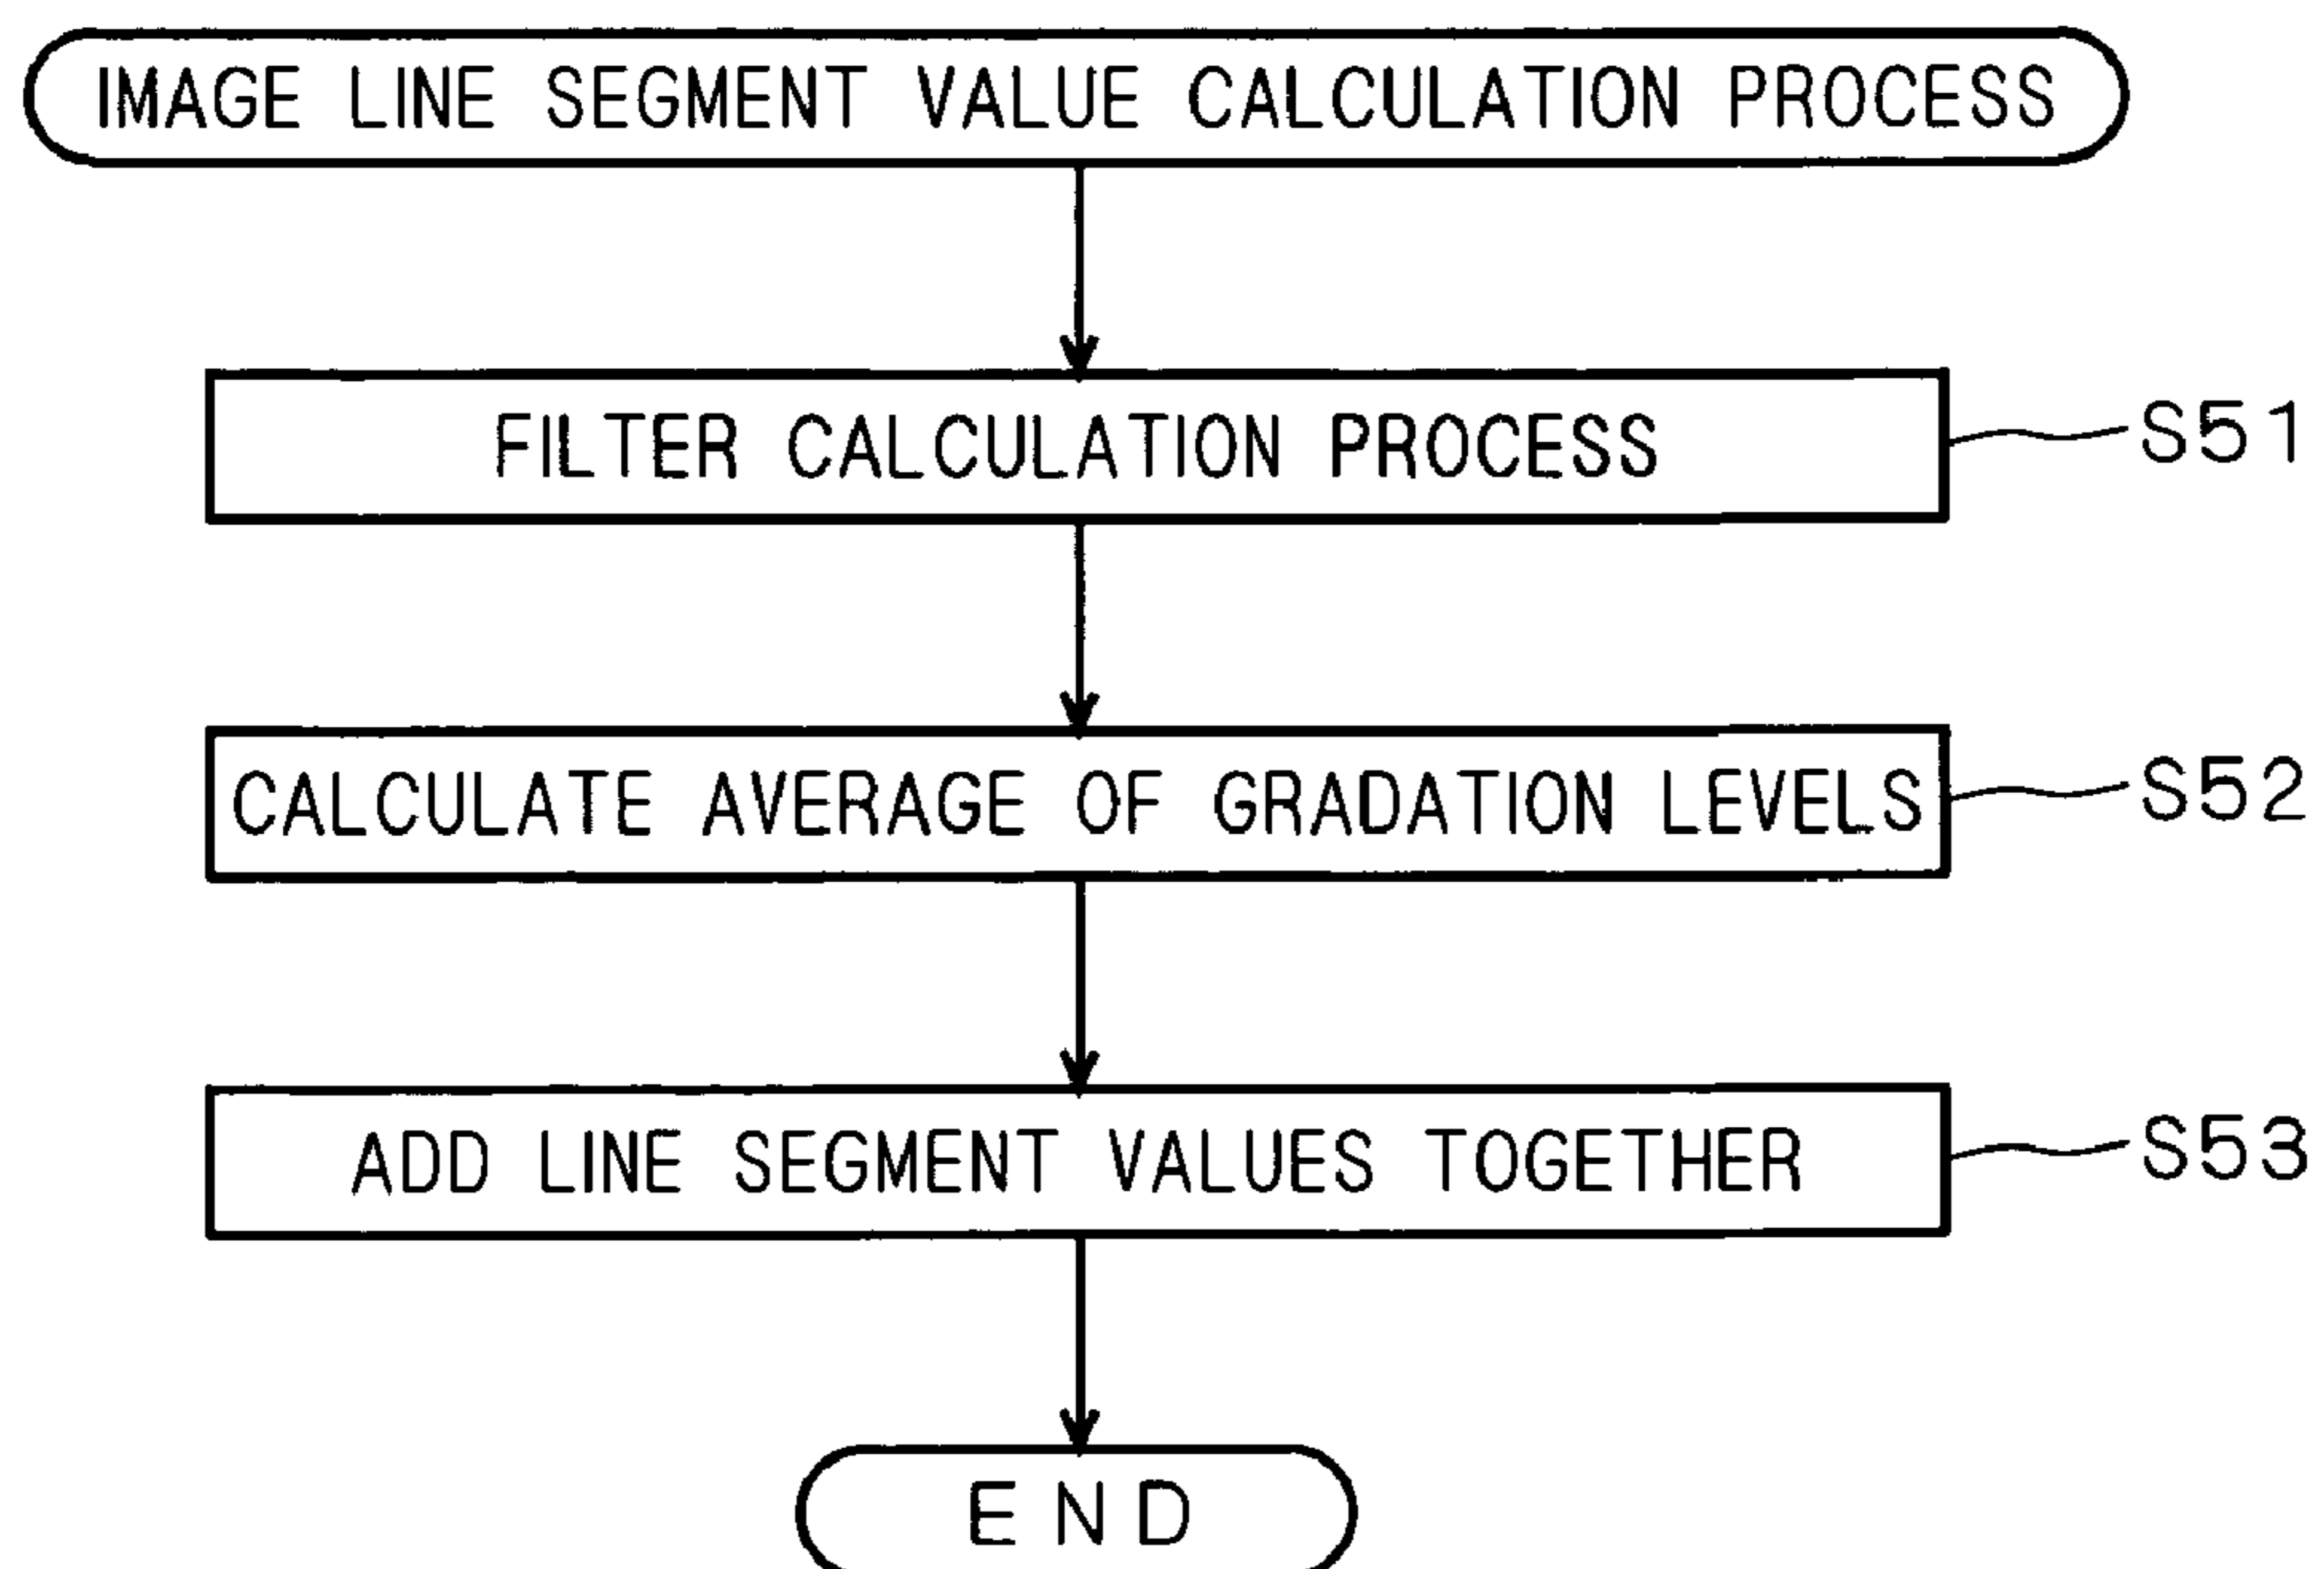 IMAGE LINE SEGMENT VALUE CALCULATION PROCESS
FILTER CALCULATION PROCESS
S51
CALCULATE AVERAGE OF GRADATION LEVELS
S52
ADD LINE SEGMENT VALUES TOGETHER
S53
END